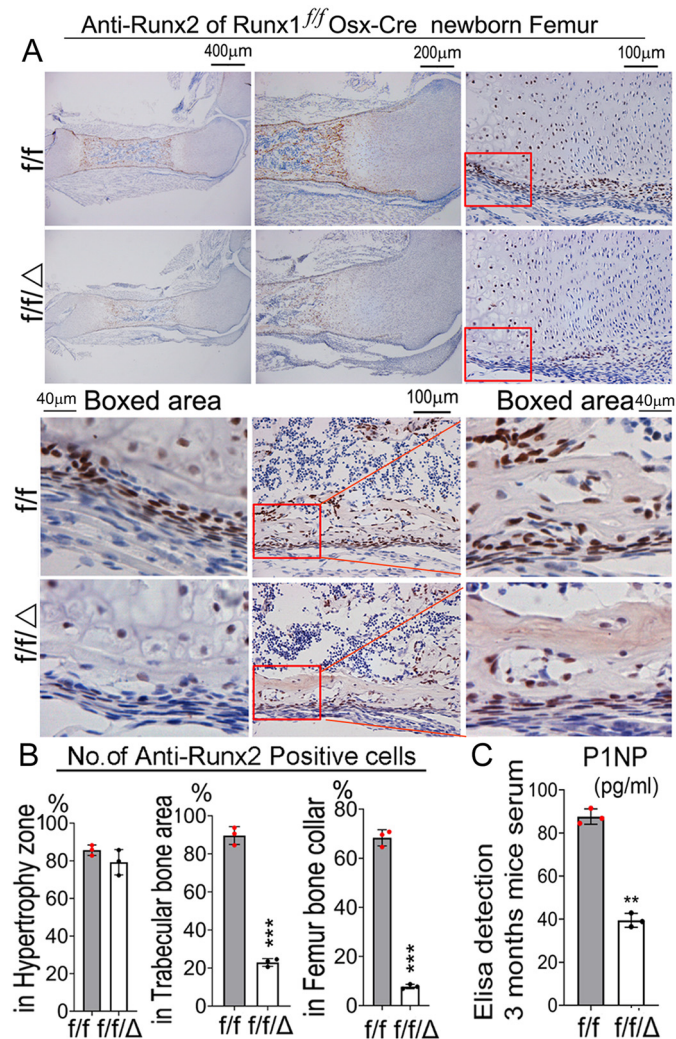 Anti-Runx2 of Runx1 f/f Osx-Cre newborn Femur
A
400μm 200μm 100μm
f/f
f/f/△
40μm Boxed area 100μm Boxed area 40μm
f/f
f/f/△
B No.of Anti-Runx2 Positive cells
% in Hypertrophy zone
80
60
40
20
0
f/f f/f/Δ
% in Trabecular bone area
100
80
60
40
20
0
***
f/f f/f/Δ
% in Femur bone collar
80
60
40
20
0
***
f/f f/f/Δ
C P1NP
(pg/ml)
Elisa detection
3 months mice serum
100
80
60
40
20
0
**
f/f f/f/Δ